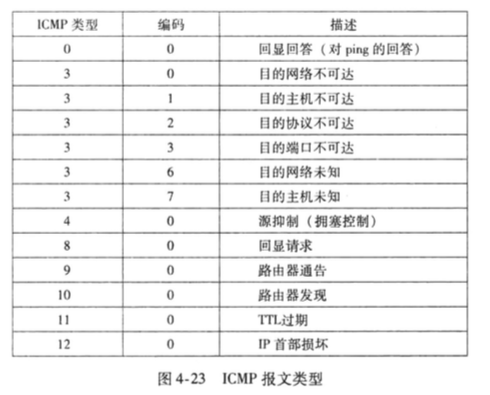 ICMP 类型 编码 描述
0 0 回显回答（对 ping 的回答）
3 0 目的网络不可达
3 1 目的主机不可达
3 2 目的协议不可达
3 3 目的端口不可达
3 6 目的网络未知
3 7 目的主机未知
4 0 源抑制（拥塞控制）
8 0 回显请求
9 0 路由器通告
10 0 路由器发现
11 0 TTL过期
12 0 IP 首部损坏
图 4-23 ICMP 报文类型